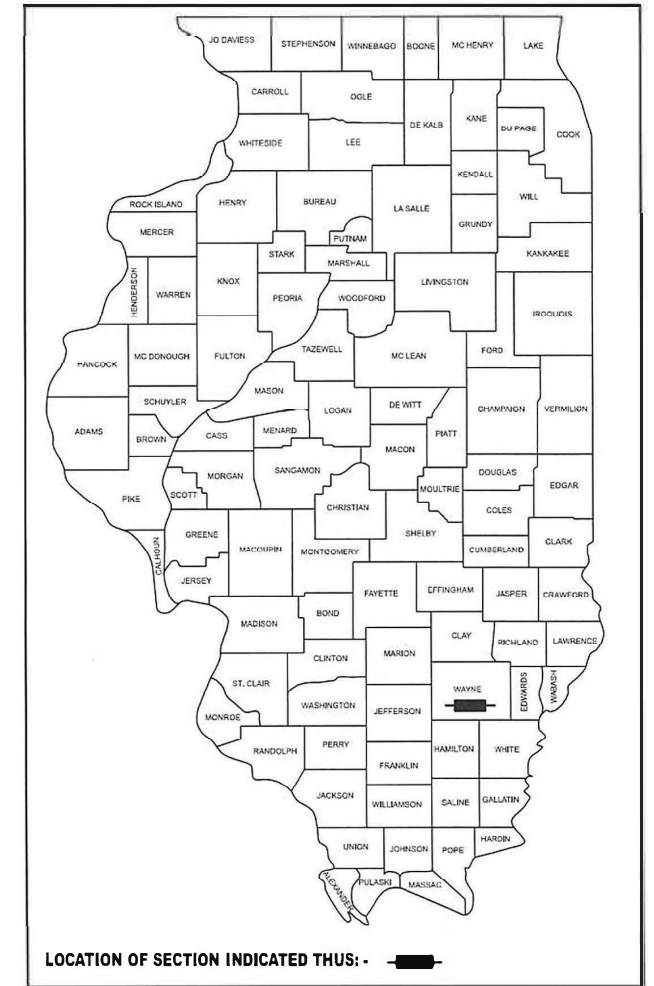 JO DAVIESS STEPHENSON WINNEBAGO BOONE MC HENRY LAKE
CARROLL OGLE DE KALB KANE DU PAGE COOK
WHITESIDE LEE
KENDALL
ROCK ISLAND HENRY BUREAU LA SALLE WILL
MERCER PUTNAM GRUNDY
STARK MARSHALL KANKAKEE
HENDERSON WARREN KNOX PEORIA WOODFORD LIVINGSTON
IROQUOIS
HANCOCK MC DONOUGH FULTON TAZEWELL MC LEAN FORD
MASON
SCHUYLER LOGAN DE WITT CHAMPAIGN VERMILION
ADAMS BROWN CASS MENARD PIATT
MACON
MORGAN SANGAMON DOUGLAS
PIKE SCOTT CHRISTIAN MOULTRIE EDGAR
COLES
CALHOUN GREENE MACOUPIN MONTGOMERY SHELBY CUMBERLAND CLARK
JERSEY FAYETTE EFFINGHAM JASPER CRAWFORD
MADISON BOND
CLAY RICHLAND LAWRENCE
CLINTON MARION
ST. CLAIR WAYNE EDWARDS WABASH
MONROE WASHINGTON JEFFERSON
RANDOLPH PERRY HAMILTON WHITE
FRANKLIN
JACKSON WILLIAMSON SALINE GALLATIN
UNION JOHNSON POPE HARDIN
ALEXANDER PULASKI MASSAC
LOCATION OF SECTION INDICATED THUS: -